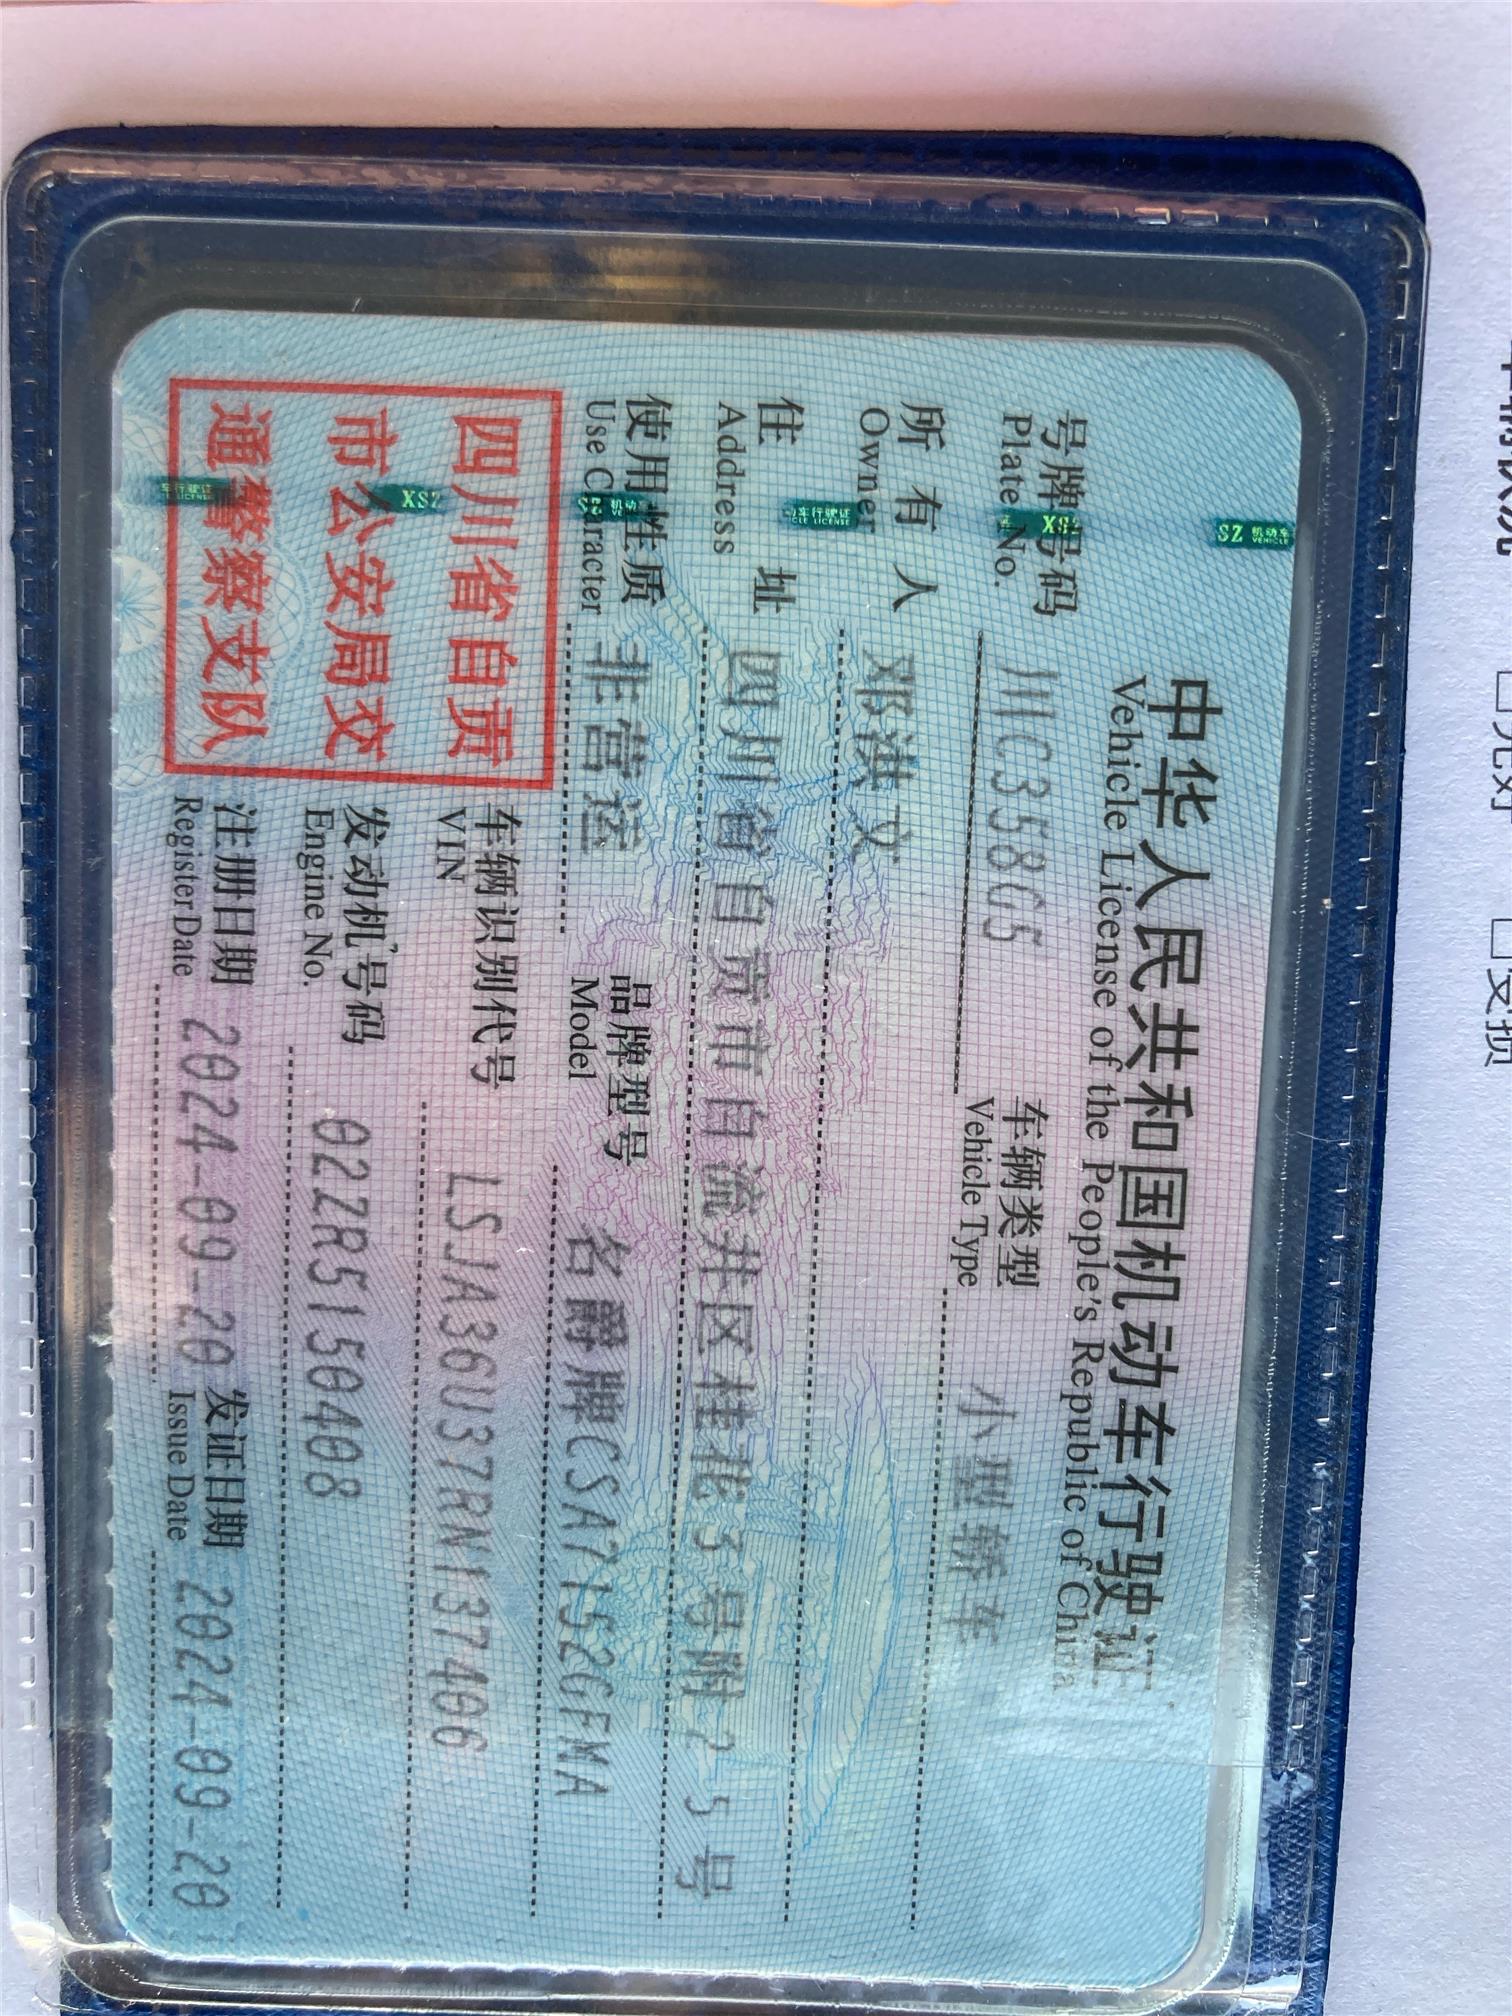 中华人民共和国机动车行驶证
Vehicle License of the People's Republic of China
号牌号码 川C358G5 车辆类型 小型轿车
Plate No. Vehicle Type
所有人 邓洪文
Owner
住址 四川省自贡市自流井区桂花3号附25号
Address
使用性质 非营运 品牌型号 名爵牌CSA7152GFMA
Use Character Model
四川省自贡
市公安局交
通警察支队
车辆识别代号 LSJA36U37RN137406
VIN
发动机号码 02ZR5150408
Engine No.
注册日期 2024-09-20 发证日期 2024-09-20
Register Date Issue Date